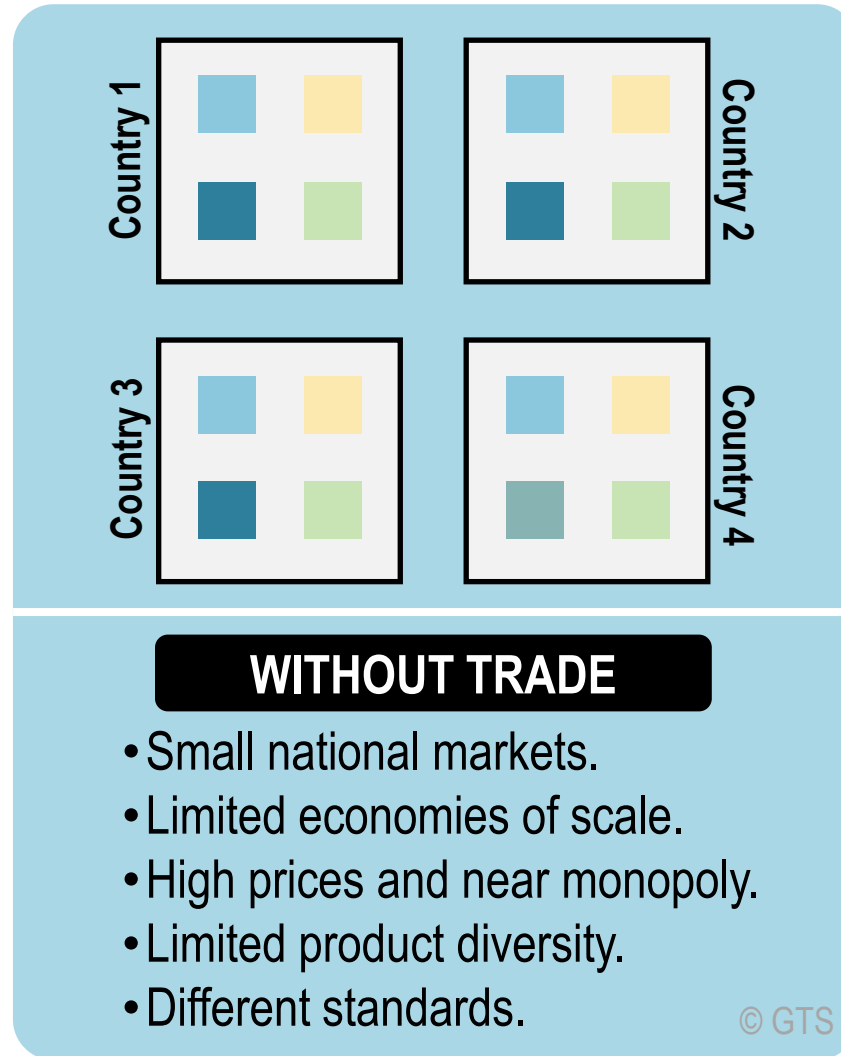 Country 1
Country 2
Country 3
Country 4
WITHOUT TRADE
•Small national markets.
•Limited economies of scale.
•High prices and near monopoly.
•Limited product diversity.
•Different standards.
© GTS